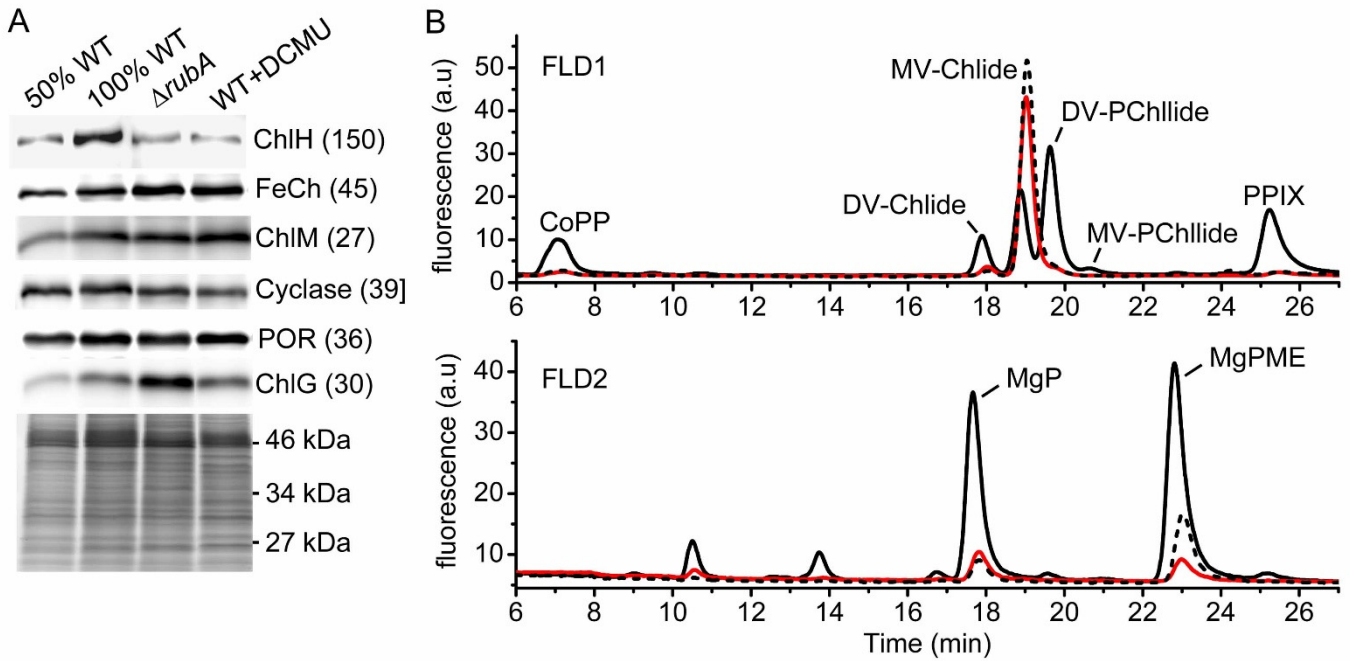 A
50% WT
100% WT
ΔrubA
WT+DCMU
ChlH (150)
FeCh (45)
ChlM (27)
Cyclase (39]
POR (36)
ChlG (30)
46 kDa
34 kDa
27 kDa
B
FLD1
fluorescence (a.u)
50
40
30
20
10
0
CoPP
DV-Chlide
MV-Chlide
DV-PChllide
MV-PChllide
PPIX
6 8 10 12 14 16 18 20 22 24 26
FLD2
fluorescence (a.u)
40
30
20
10
MgP
MgPME
6 8 10 12 14 16 18 20 22 24 26
Time (min)